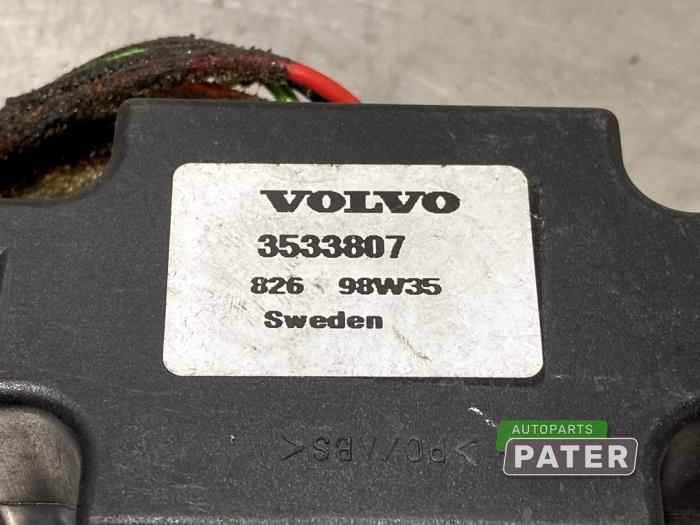 VOLVO
3533807
826 98W35
Sweden
>PC/ABS<
AUTOPARTS
PATER